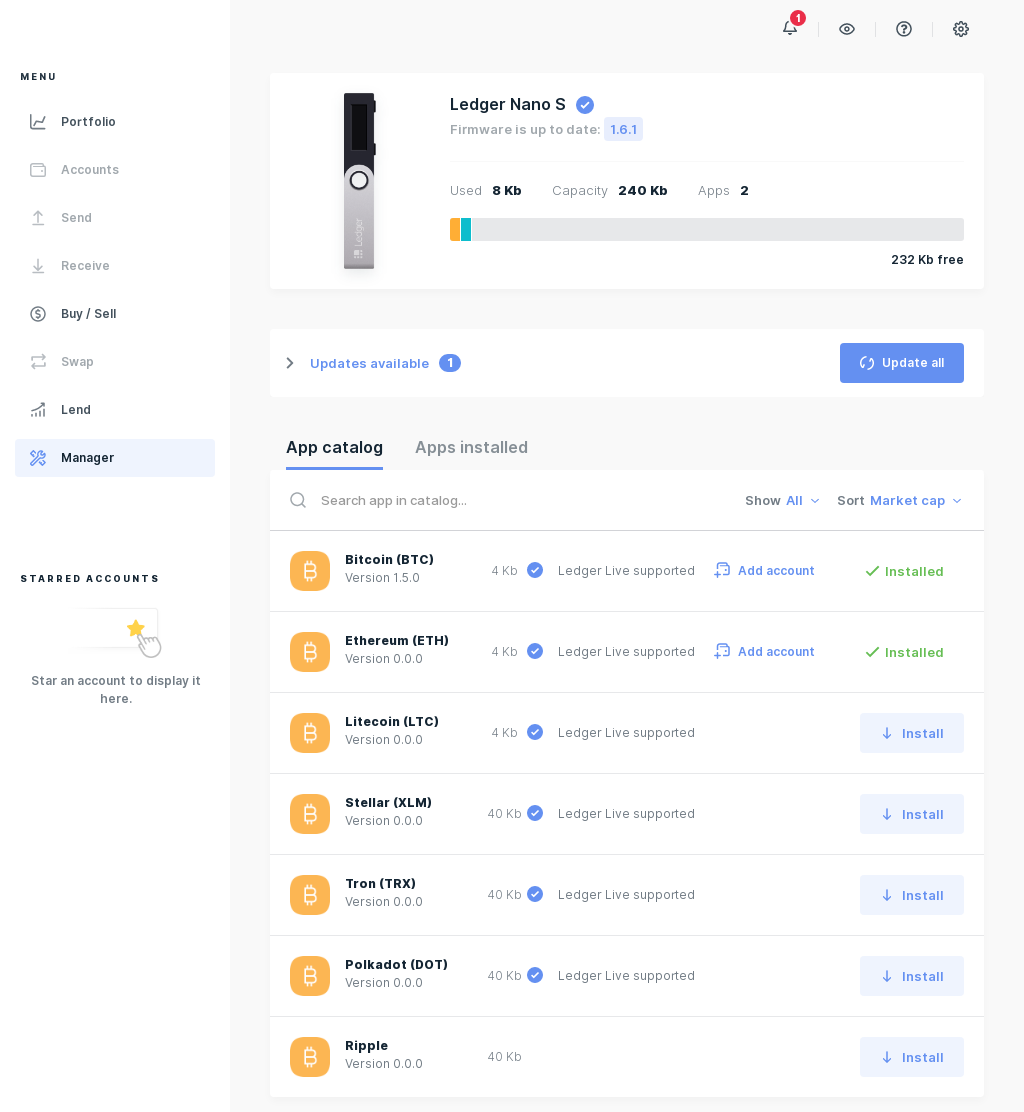 1
MENU
Portfolio
Accounts
Send
Receive
Buy / Sell
Swap
Lend
Manager
STARRED ACCOUNTS
Star an account to display it
here.
Ledger
Ledger Nano S
Firmware is up to date: 1.6.1
Used 8 Kb Capacity 240 Kb Apps 2
232 Kb free
Updates available 1
Update all
App catalog Apps installed
Search app in catalog...
Show All Sort Market cap
Bitcoin (BTC)
Version 1.5.0
4 Kb Ledger Live supported Add account Installed
Ethereum (ETH)
Version 0.0.0
4 Kb Ledger Live supported Add account Installed
Litecoin (LTC)
Version 0.0.0
4 Kb Ledger Live supported Install
Stellar (XLM)
Version 0.0.0
40 Kb Ledger Live supported Install
Tron (TRX)
Version 0.0.0
40 Kb Ledger Live supported Install
Polkadot (DOT)
Version 0.0.0
40 Kb Ledger Live supported Install
Ripple
Version 0.0.0
40 Kb Install